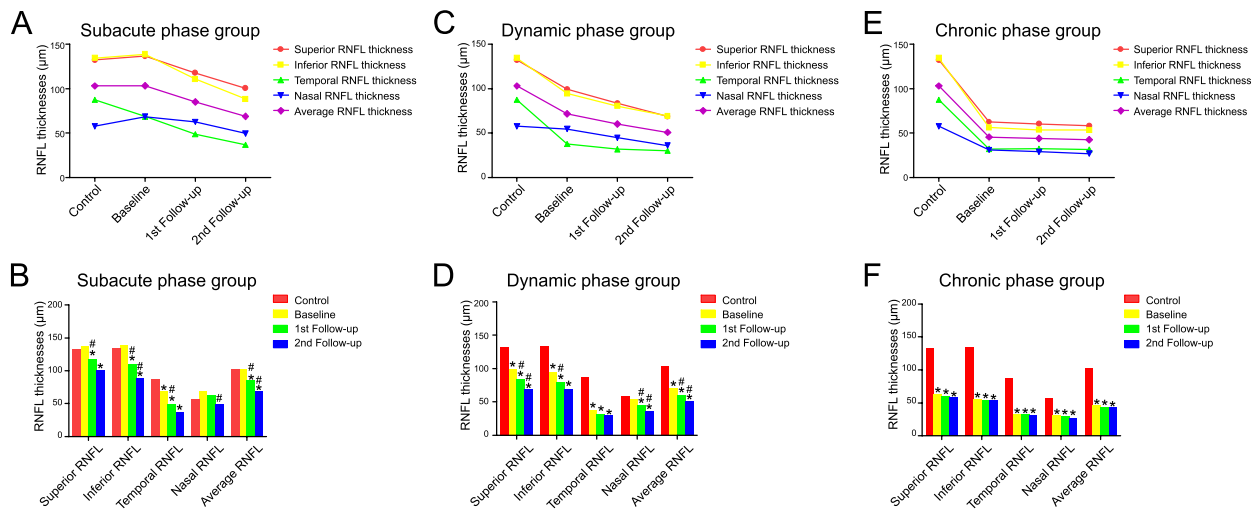 A
Subacute phase group
RNFL thicknesses (μm)
150
100
50
0
Control
Baseline
1st Follow-up
2nd Follow-up
Superior RNFL thickness
Inferior RNFL thickness
Temporal RNFL thickness
Nasal RNFL thickness
Average RNFL thickness
C
Dynamic phase group
RNFL thicknesses (μm)
150
100
50
0
Control
Baseline
1st Follow-up
2nd Follow-up
Superior RNFL thickness
Inferior RNFL thickness
Temporal RNFL thickness
Nasal RNFL thickness
Average RNFL thickness
E
Chronic phase group
RNFL thicknesses (μm)
150
100
50
0
Control
Baseline
1st Follow-up
2nd Follow-up
Superior RNFL thickness
Inferior RNFL thickness
Temporal RNFL thickness
Nasal RNFL thickness
Average RNFL thickness
B
Subacute phase group
RNFL thicknesses (μm)
200
150
100
50
0
# * *
# * # *
* # * *
#
# * # *
Superior RNFL
Inferior RNFL
Temporal RNFL
Nasal RNFL
Average RNFL
Control
Baseline
1st Follow-up
2nd Follow-up
D
Dynamic phase group
RNFL thicknesses (μm)
200
150
100
50
0
* # * # *
* # * *
* * *
# * # *
* # * # *
Superior RNFL
Inferior RNFL
Temporal RNFL
Nasal RNFL
Average RNFL
Control
Baseline
1st Follow-up
2nd Follow-up
F
Chronic phase group
RNFL thicknesses (μm)
200
150
100
50
0
* * *
* * *
* * *
* * *
* * *
Superior RNFL
Inferior RNFL
Temporal RNFL
Nasal RNFL
Average RNFL
Control
Baseline
1st Follow-up
2nd Follow-up